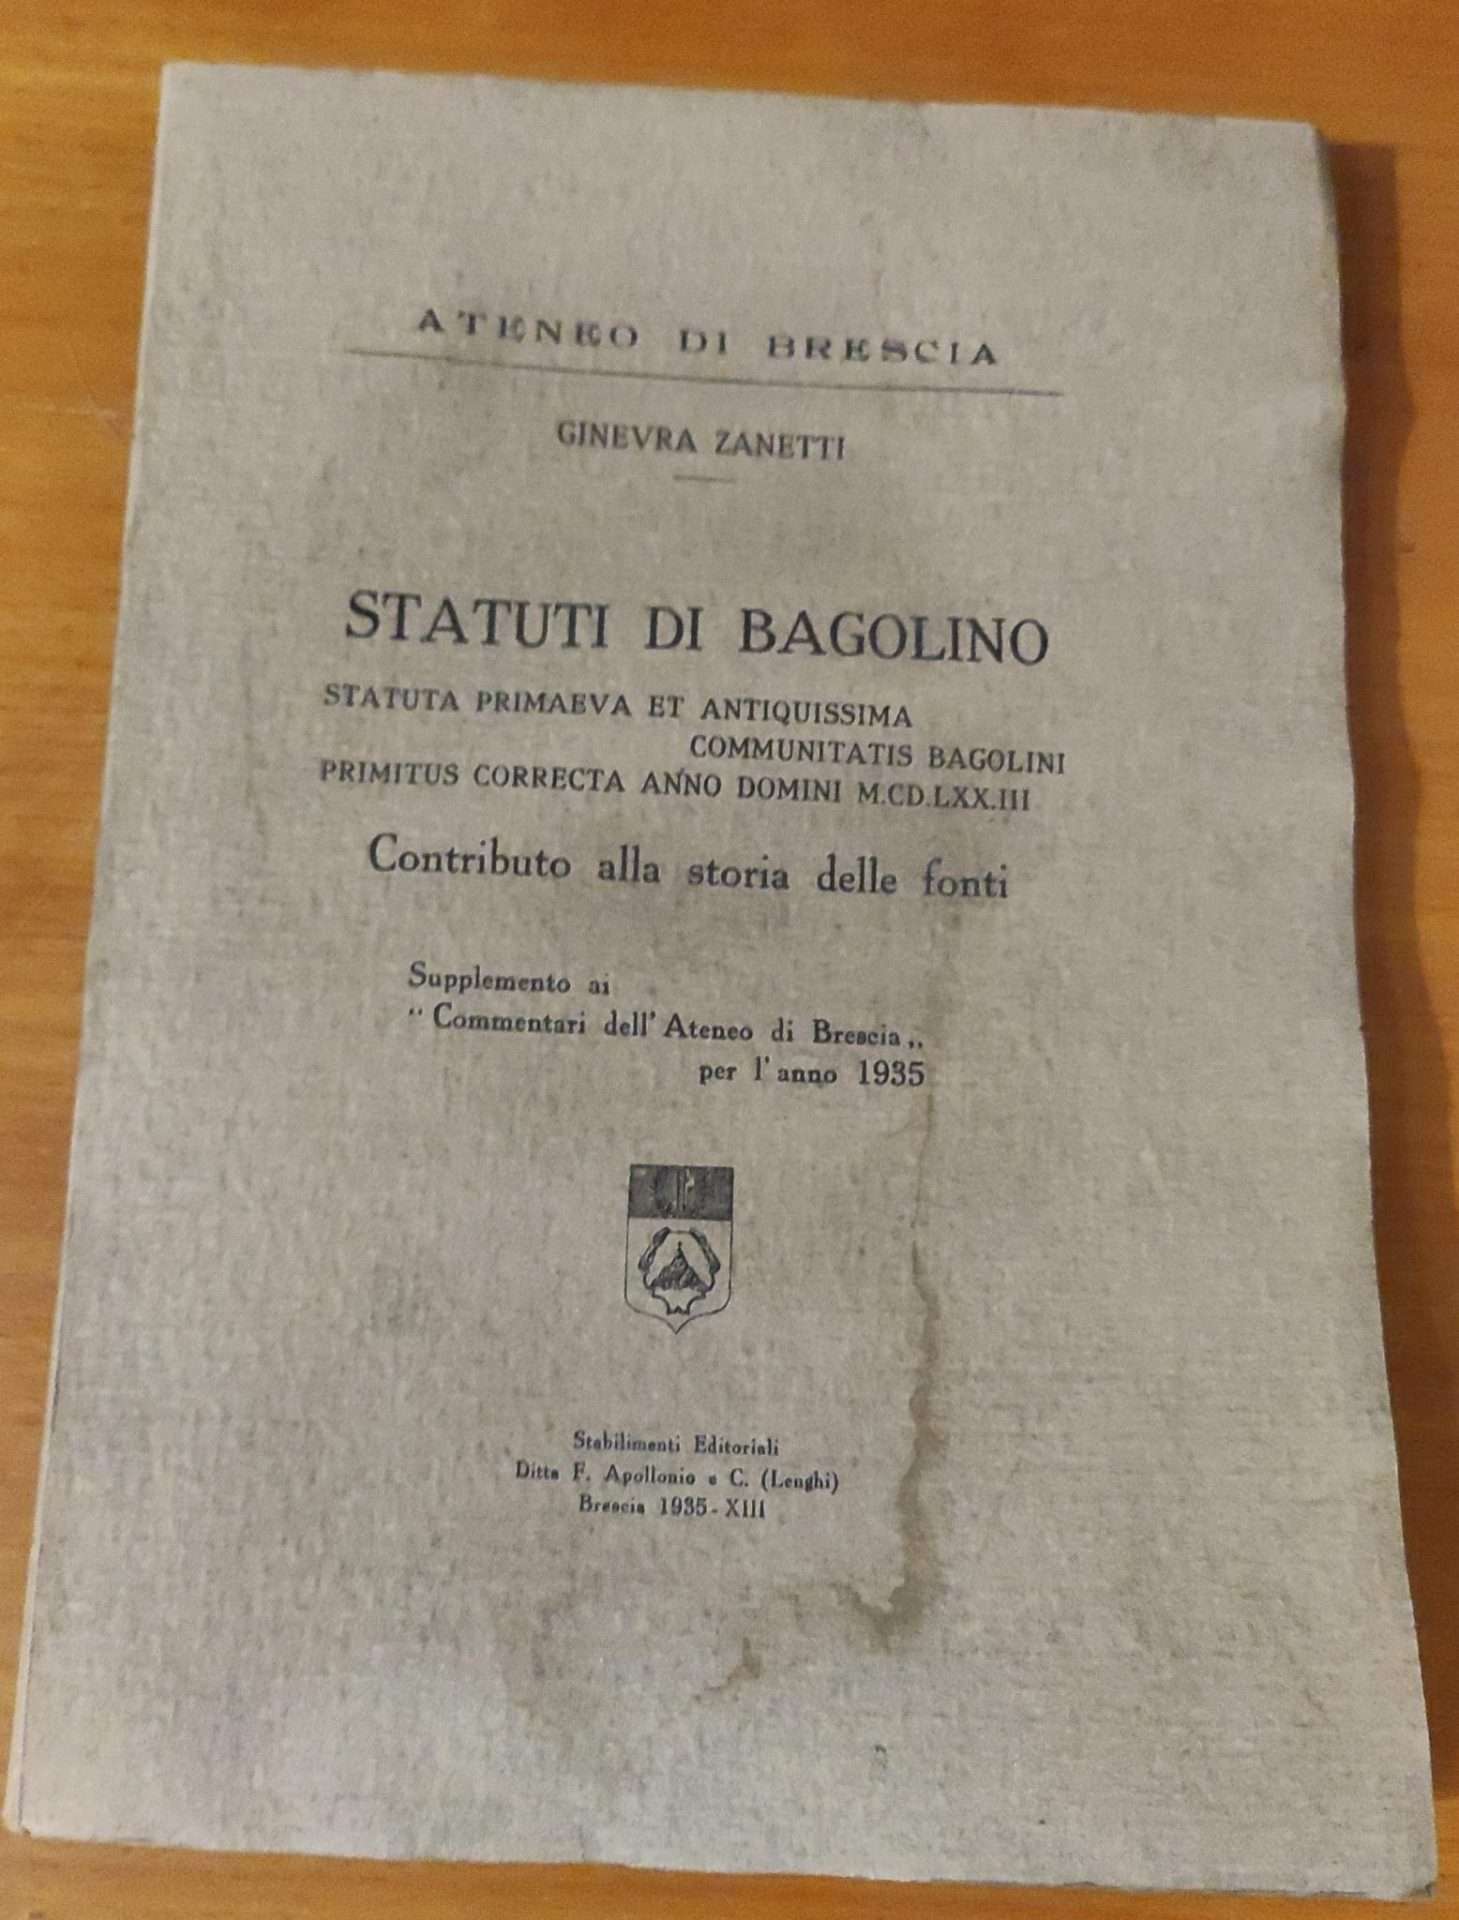 ATENEO DI BRESCIA
GINEVRA ZANETTI
STATUTI DI BAGOLINO
STATUTA PRIMAEVA ET ANTIQUISSIMA
COMMUNITATIS BAGOLINI
PRIMITUS CORRECTA ANNO DOMINI M.CD.LXX.III
Contributo alla storia delle fonti
Supplemento ai
“Commentari dell'Ateneo di Brescia„
per l'anno 1935
Stabilimenti Editoriali
Ditta F. Apollonio e C. (Lenghi)
Brescia 1935-XIII